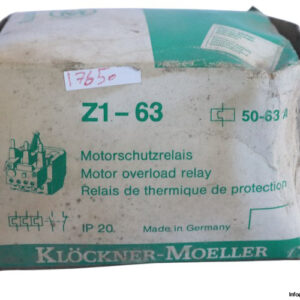 17650
Z1-63
50-63 A
Motorschutzrelais
Motor overload relay
Relais de thermique de protection
IP 20. Made in Germany
KLÖCKNER-MOELLER